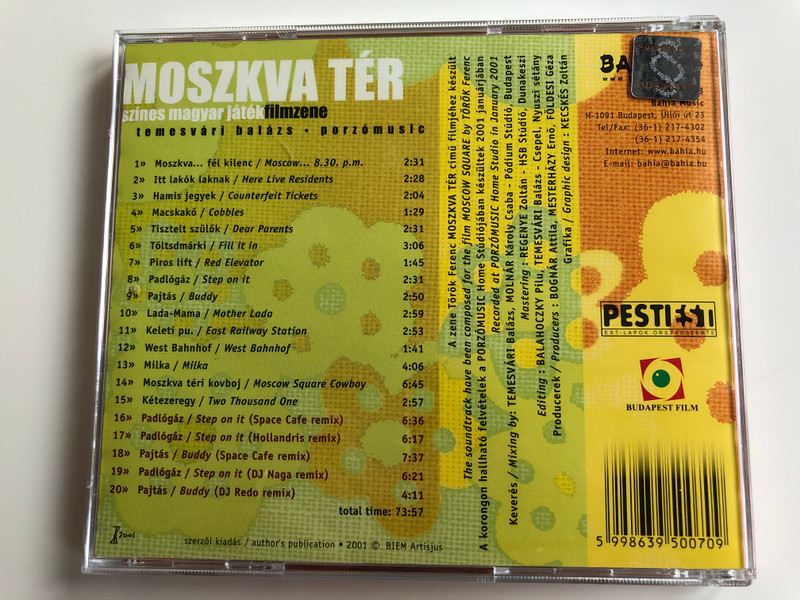 MOSZKVA TÉR
színes magyar játékfilmzene
temesvári balázs • porzómusic
1» Moszkva... fél kilenc / Moscow... 8.30. p.m. 2:31
2» Itt lakók laknak / Here Live Residents 2:28
3» Hamis jegyek / Counterfeit Tickets 2:04
4» Macskakő / Cobbles 1:29
5» Tisztelt szülők / Dear Parents 2:31
6» Töltsdmárki / Fill it in 3:06
7» Piros lift / Red Elevator 1:45
8» Padlógáz / Step on it 2:31
9» Pajtás / Buddy 2:50
10» Lada-Mama / Mother Lada 2:59
11» Keleti pu. / East Railway Station 2:53
12» West Bahnhof / West Bahnhof 1:41
13» Milka / Milka 4:06
14» Moszkva téri kovboj / Moscow Square Cowboy 6:45
15» Kétezeregy / Two Thousand One 2:57
16» Padlógáz / Step on it (Space Cafe remix) 6:36
17» Padlógáz / Step on it (Hollandris remix) 6:17
18» Pajtás / Buddy (Space Cafe remix) 7:37
19» Padlógáz / Step on it (DJ Naga remix) 6:21
20» Pajtás / Buddy (DJ Redo remix) 4:11
total time: 73:57
szerzői kiadás / author's publication • 2001 © BIEM Artisjus
A zene Török Ferenc MOSZKVA TÉR című filmjéhez készült
The soundtrack have been composed for the film MOSCOW SQUARE by TÖRÖK Ferenc
A korongon hallható felvételek a PORZÓMUSIC Home Stúdiójában készültek 2001 januárjában
Recorded at PORZÓMUSIC Home Studio in January 2001
Keverés / Mixing by: TEMESVÁRI Balázs, MOLNÁR Károly Csaba - Pódium Stúdió, Budapest
Mastering : REGENYE Zoltán - HSB Stúdió, Dunakeszi
Editing : BALAHOCZKY Pilu, TEMESVÁRI Balázs - Csepel, Nyuszi sétány
Producerek / Producers : BOGNÁR Attila, MESTERHÁZY Ernő, FÖLDESI Géza
Grafika / Graphic design : KECSKÉS Zoltán
Bahia Music
H-1091 Budapest, Üllői út 23
Tel/Fax: (36-1) 217-4302
(36-1) 217-4354
Internet: www.bahia.hu
E-mail: bahia@bahia.hu
PESTI
EST-LAPOK ORSZÁGSZERTE
BUDAPEST FILM
5 998639 500709